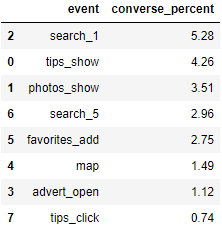 event converse_percent
2 search_1 5.28
0 tips_show 4.26
1 photos_show 3.51
6 search_5 2.96
5 favorites_add 2.75
4 map 1.49
3 advert_open 1.12
7 tips_click 0.74